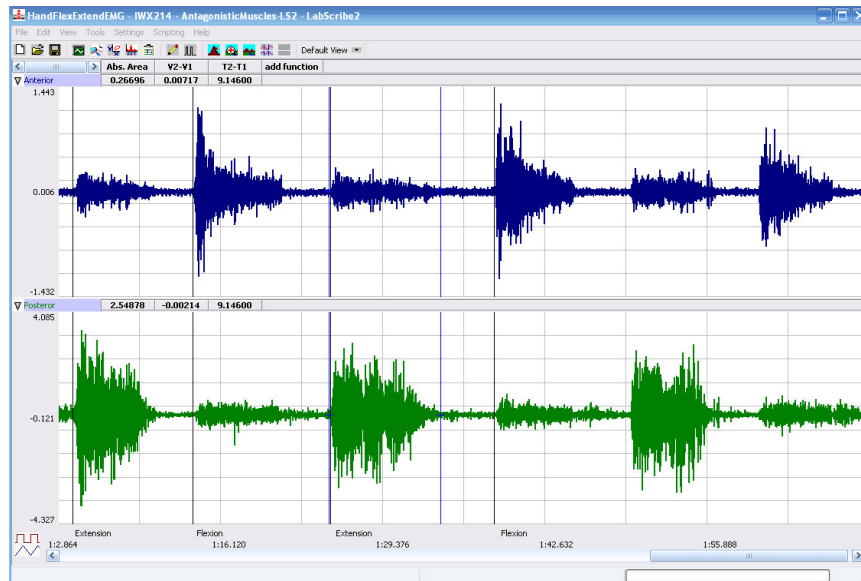 HandFlexExtendEMG - IWX214 - AntagonisticMuscles-LS2 - LabScribe2
File Edit View Tools Settings Scripting Help
Default View
Abs. Area V2-V1 T2-T1 add function
Anterior 0.26696 0.00717 9.14600
1.443
0.006
-1.432
Posteror 2.54878 -0.00214 9.14600
4.085
-0.121
-4.327
Extension Flexion Extension Flexion
1:2.864 1:16.120 1:29.376 1:42.632 1:55.888